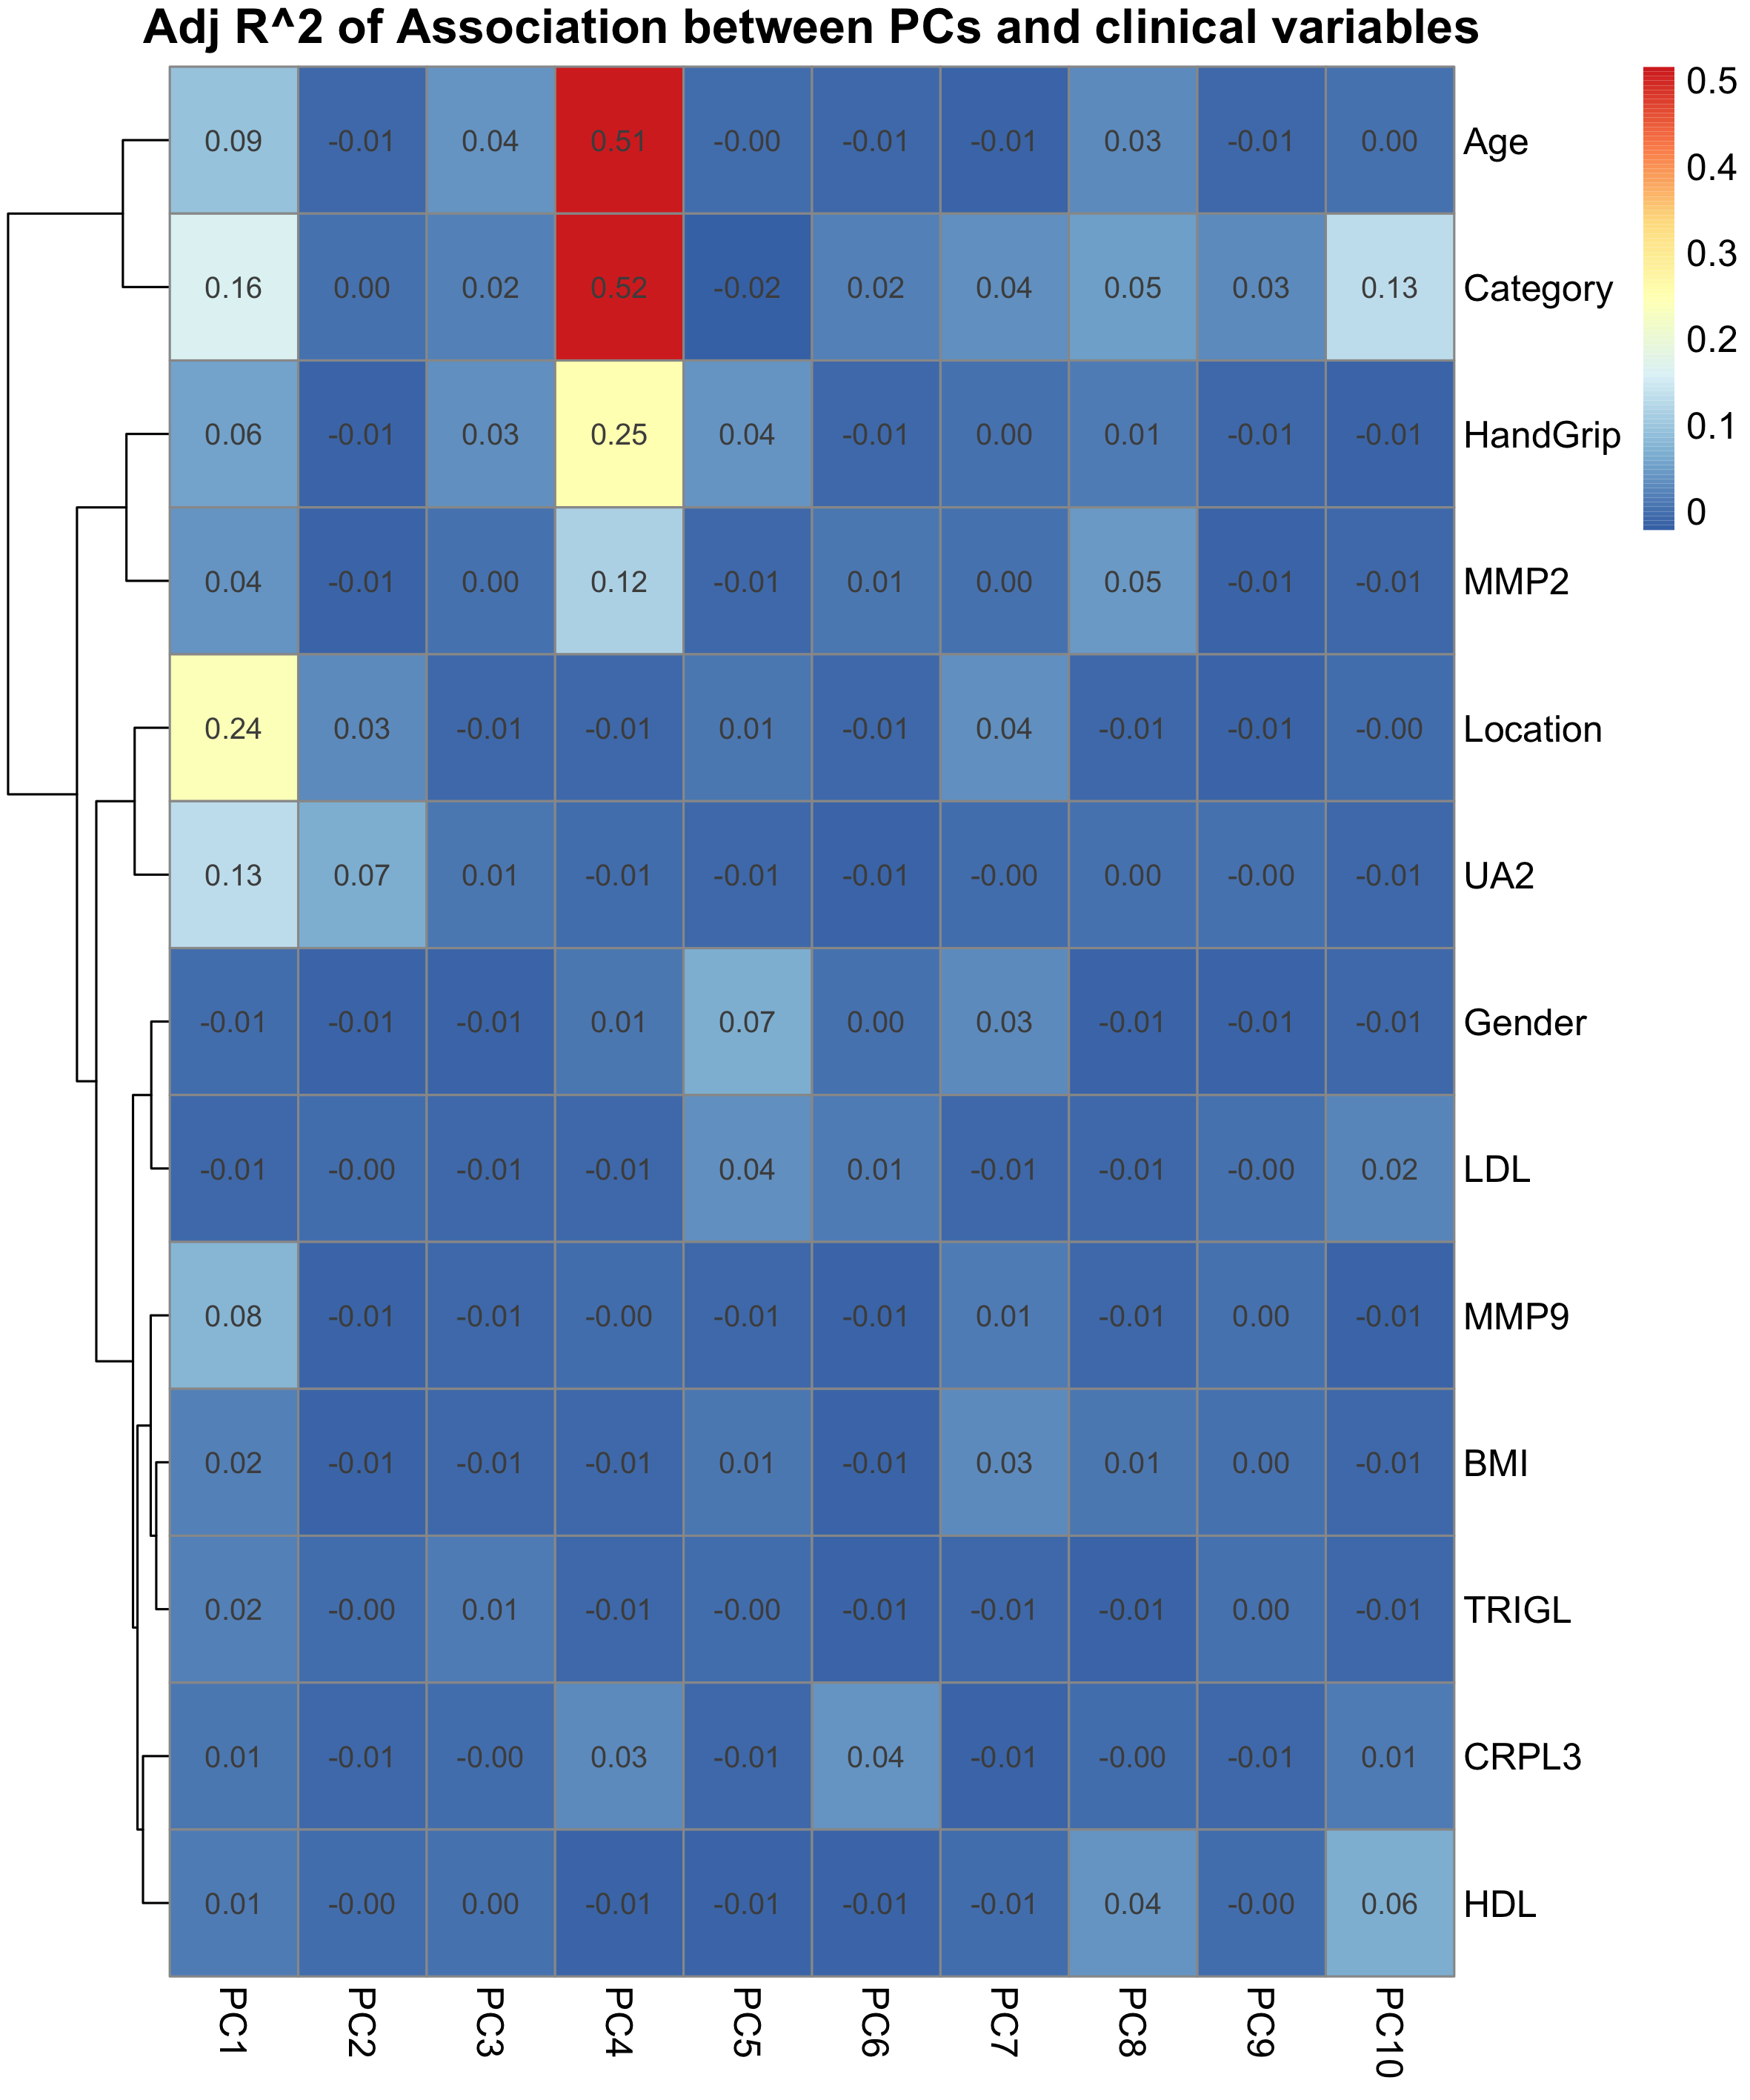 Adj R^2 of Association between PCs and clinical variables
0.09 -0.01 0.04 0.51 -0.00 -0.01 -0.01 0.03 -0.01 0.00 Age
0.16 0.00 0.02 0.52 -0.02 0.02 0.04 0.05 0.03 0.13 Category
0.06 -0.01 0.03 0.25 0.04 -0.01 0.00 0.01 -0.01 -0.01 HandGrip
0.04 -0.01 0.00 0.12 -0.01 0.01 0.00 0.05 -0.01 -0.01 MMP2
0.24 0.03 -0.01 -0.01 0.01 -0.01 0.04 -0.01 -0.01 -0.00 Location
0.13 0.07 0.01 -0.01 -0.01 -0.01 -0.00 0.00 -0.00 -0.01 UA2
-0.01 -0.01 -0.01 0.01 0.07 0.00 0.03 -0.01 -0.01 -0.01 Gender
-0.01 -0.00 -0.01 -0.01 0.04 0.01 -0.01 -0.01 -0.00 0.02 LDL
0.08 -0.01 -0.01 -0.00 -0.01 -0.01 0.01 -0.01 0.00 -0.01 MMP9
0.02 -0.01 -0.01 -0.01 0.01 -0.01 0.03 0.01 0.00 -0.01 BMI
0.02 -0.00 0.01 -0.01 -0.00 -0.01 -0.01 -0.01 0.00 -0.01 TRIGL
0.01 -0.01 -0.00 0.03 -0.01 0.04 -0.01 -0.00 -0.01 0.01 CRPL3
0.01 -0.00 0.00 -0.01 -0.01 -0.01 -0.01 0.04 -0.00 0.06 HDL
PC1 PC2 PC3 PC4 PC5 PC6 PC7 PC8 PC9 PC10
0.5
0.4
0.3
0.2
0.1
0